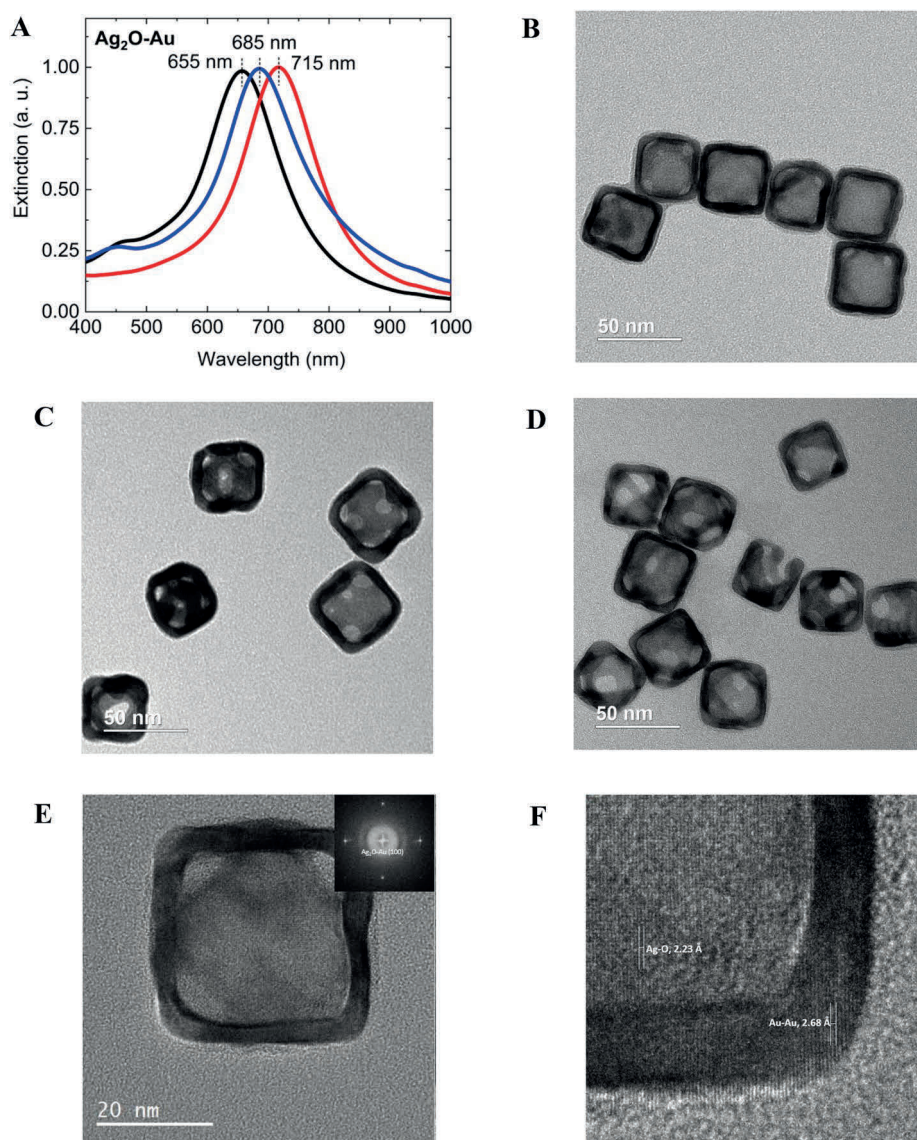 A
Ag₂O-Au
685 nm
655 nm
715 nm
1.00
0.75
0.50
0.25
0.00
Extinction (a. u.)
400
500
600
700
800
900
1000
Wavelength (nm)
B
50 nm
C
50 nm
D
50 nm
E
Ag₂O-Au (100)
20 nm
F
Ag-O, 2.23 Å
Au-Au, 2.68 Å